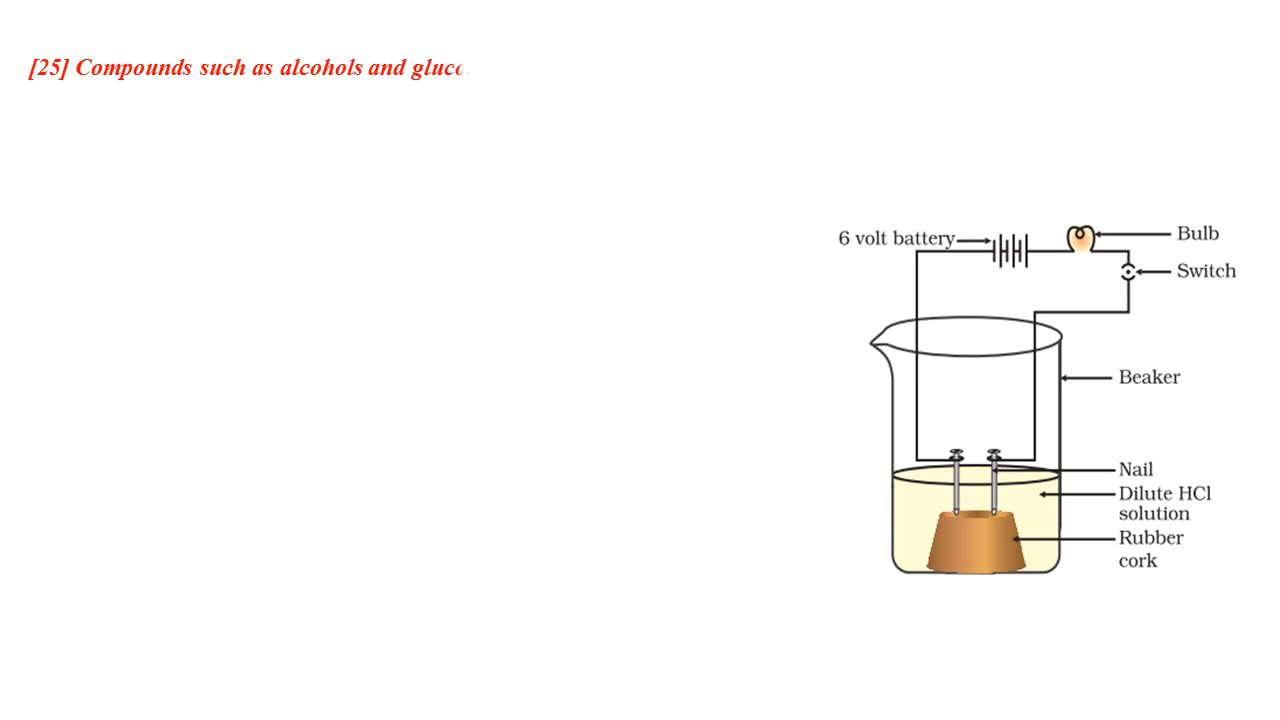 [25] Compounds such as alcohols and
6 volt battery
Bulb
Switch
Beaker
Nail
Dilute HCl
solution
Rubber
cork